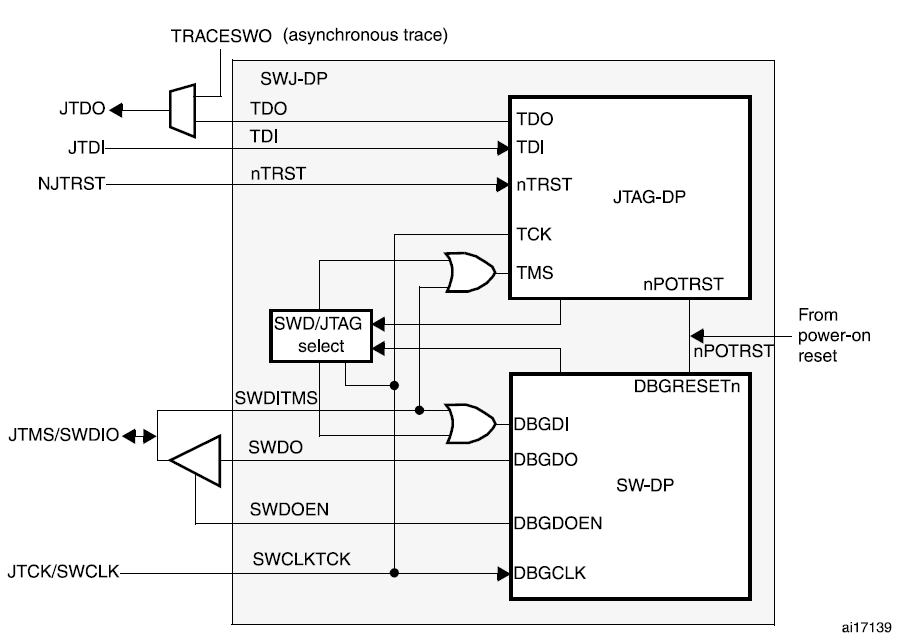 TRACESWO (asynchronous trace)
SWJ-DP
JTDO
TDO
TDO
JTDI
TDI
TDI
NJTRST
nTRST
nTRST
JTAG-DP
TCK
TMS
nPOTRST
SWD/JTAG
select
From
power-on
reset
nPOTRST
DBGRESETn
SWDITMS
JTMS/SWDIO
DBGDI
SWDO
DBGDO
SW-DP
SWDOEN
DBGDOEN
JTCK/SWCLK
SWCLKTCK
DBGCLK
ai17139